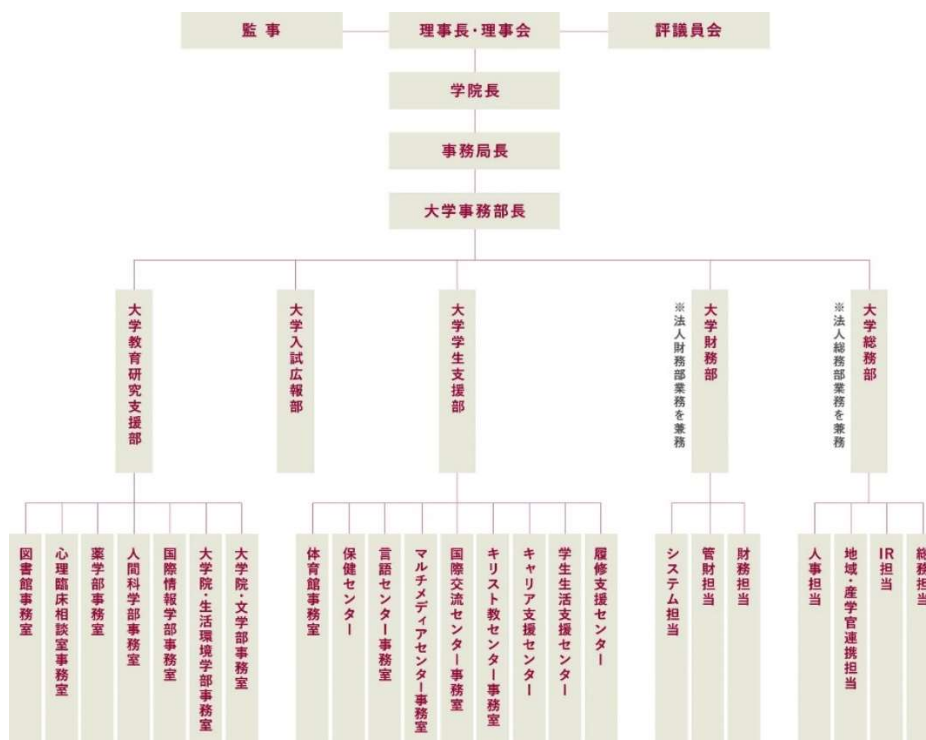 監事
理事長・理事会
評議員会
学院長
事務局長
大学事務部長
大学総務部
※法人総務部業務を兼務
大学財務部
※法人財務部業務を兼務
大学学生支援部
大学入試広報部
大学教育研究支援部
総務担当
IR担当
地域・産学官連携担当
人事担当
財務担当
管財担当
システム担当
履修支援センター
学生生活支援センター
キャリア支援センター
キリスト教センター事務室
国際交流センター事務室
マルチメディアセンター事務室
言語センター事務室
保健センター
体育館事務室
大学院・文学部事務室
大学院・生活環境学部事務室
国際情報学部事務室
人間科学部事務室
薬学部事務室
心理臨床相談室事務室
図書館事務室